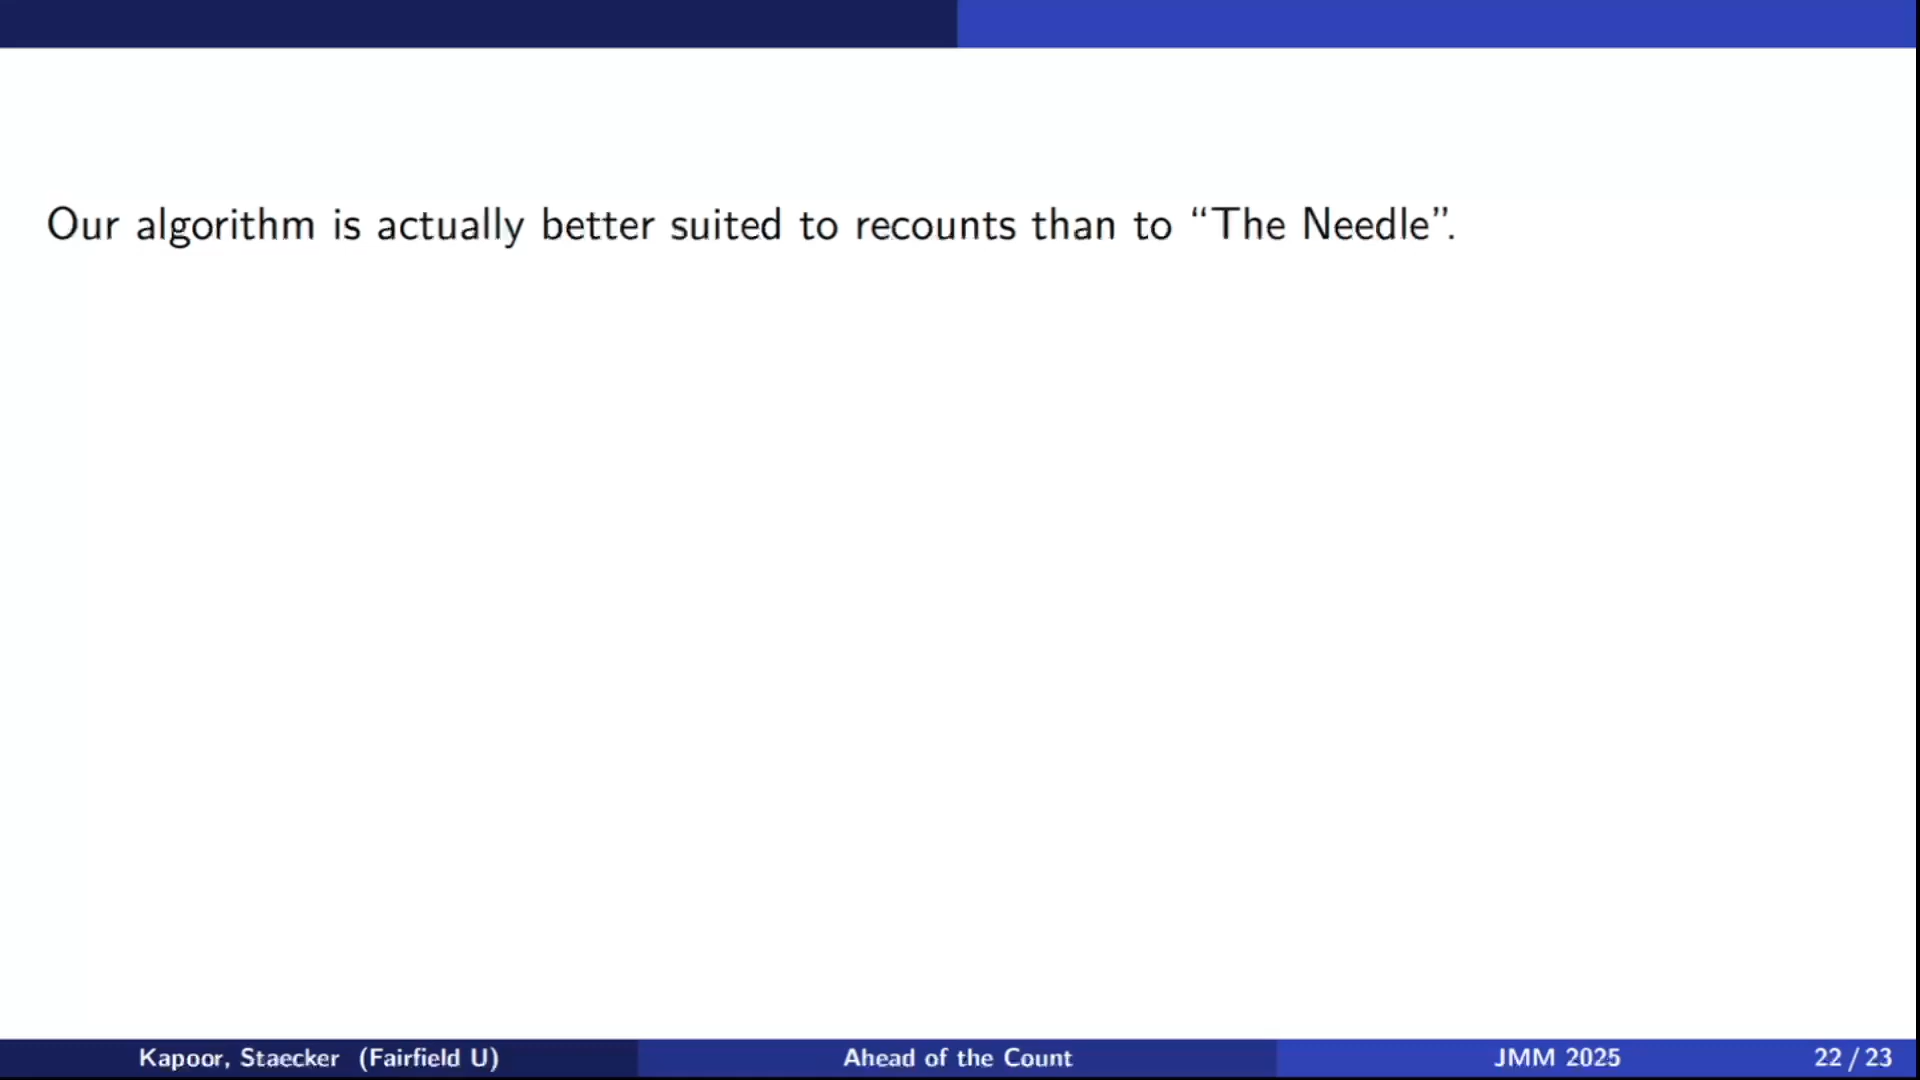 Our algorithm is actually better suited to recounts than to “The Needle”.
Kapoor, Staecker (Fairfield U) Ahead of the Count JMM 2025 22 / 23